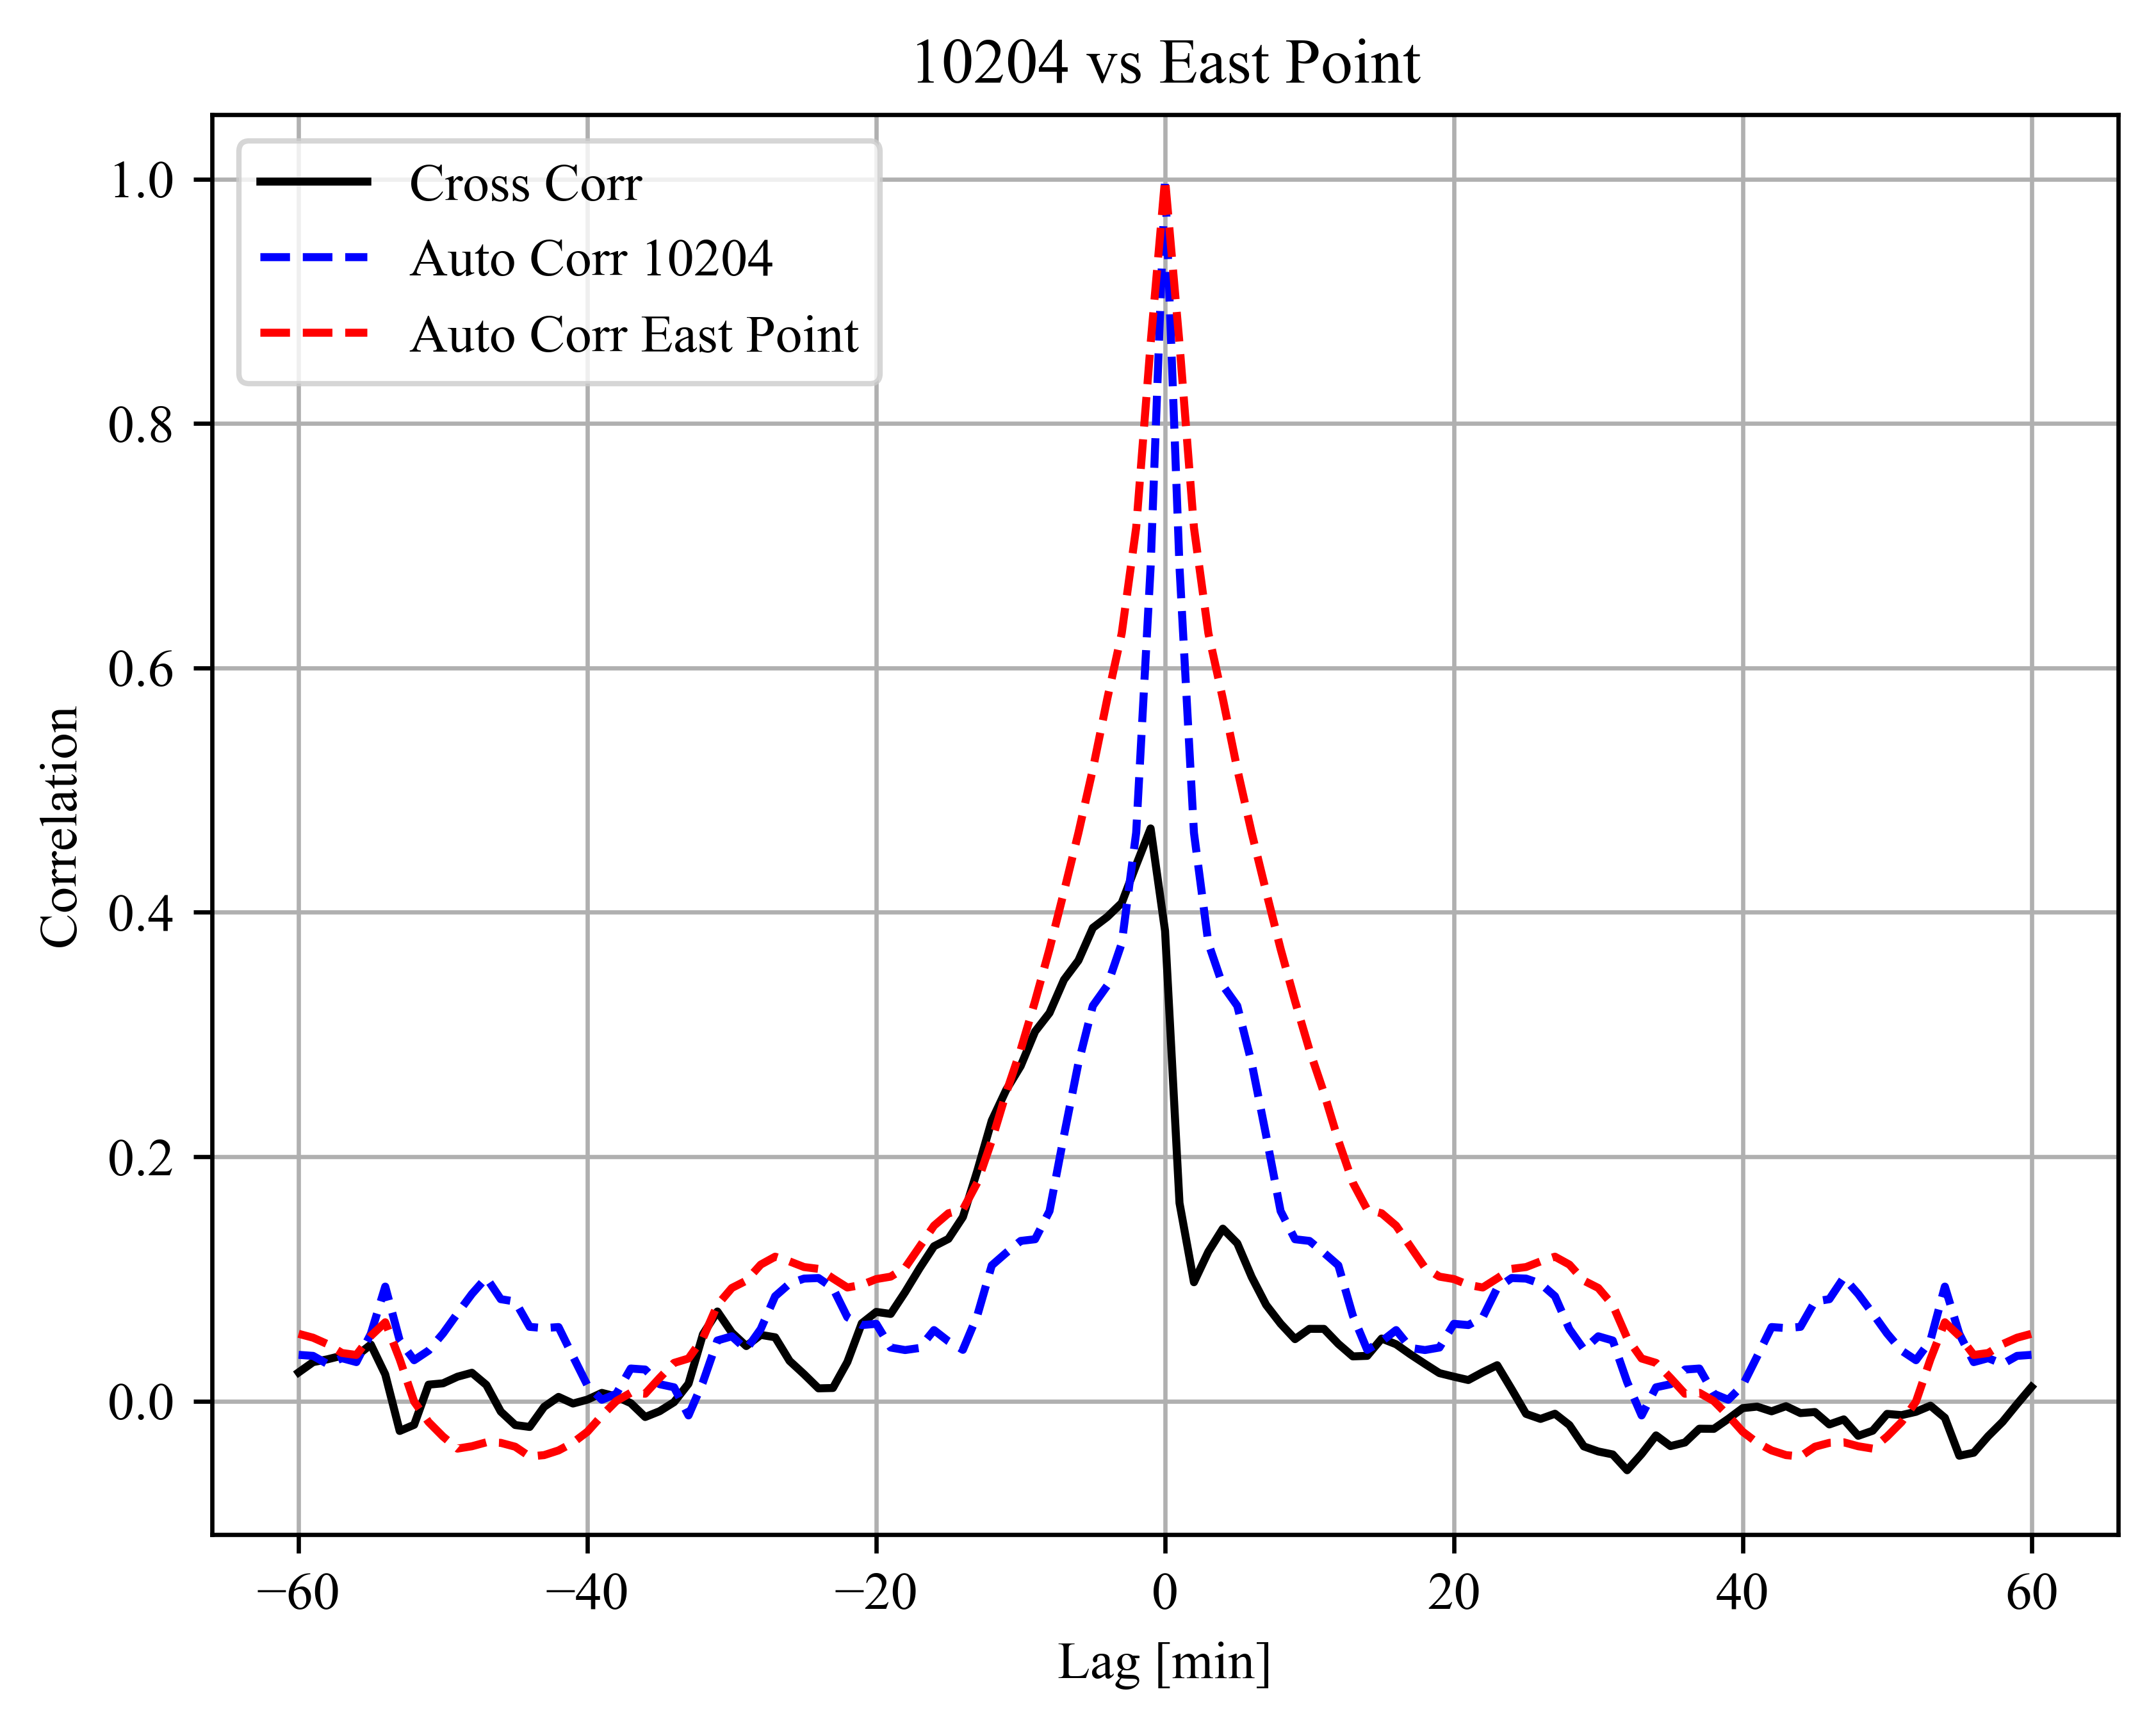 10204 vs East Point
Cross Corr
Auto Corr 10204
Auto Corr East Point
1.0
0.8
0.6
0.4
0.2
0.0
Correlation
−60
−40
−20
0
20
40
60
Lag [min]